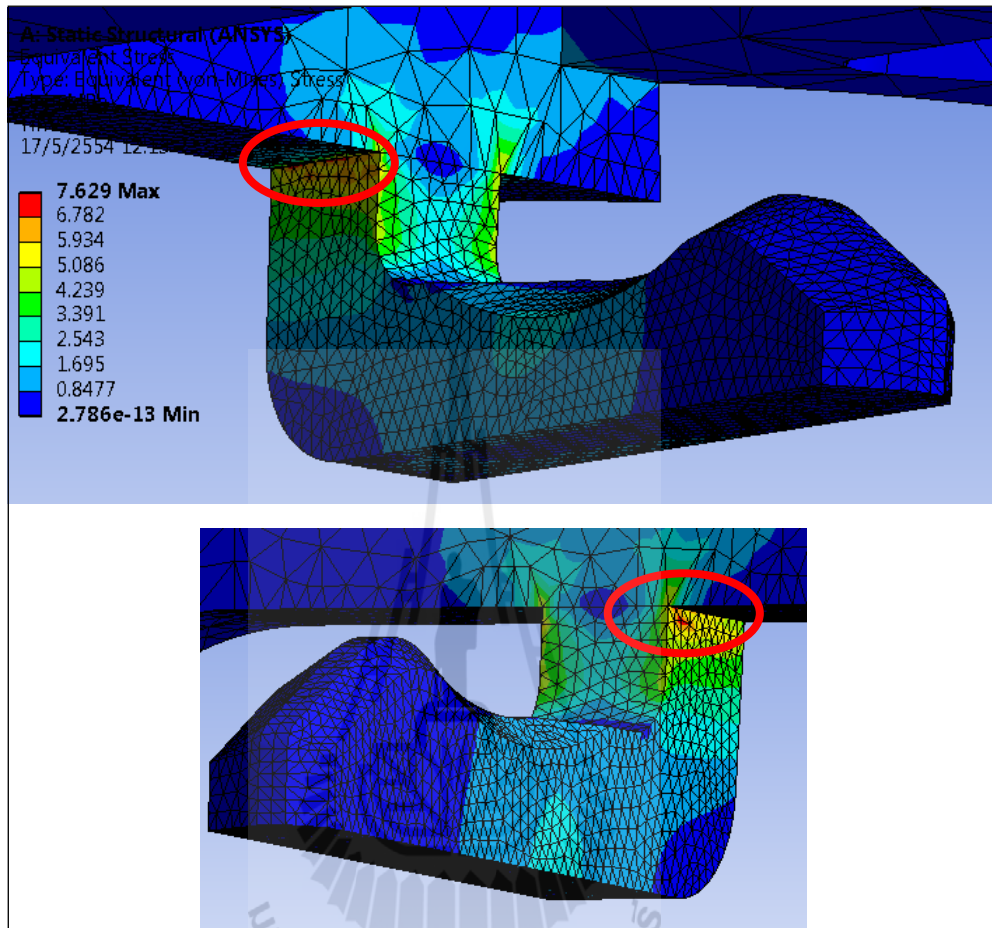 A: Static Structural (ANSYS)
Equivalent Stress
Type: Equivalent (von-Mises) Stress
17/5/2554 12:13
7.629 Max
6.782
5.934
5.086
4.239
3.391
2.543
1.695
0.8477
2.786e-13 Min